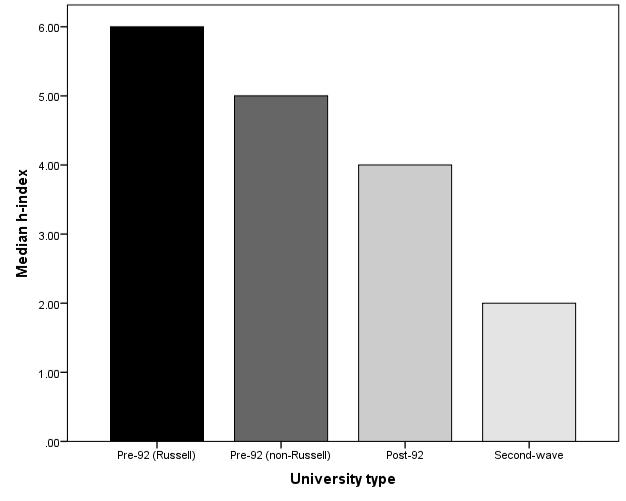 6.00
5.00
4.00
3.00
2.00
1.00
.00
Median h-index
Pre-92 (Russell) Pre-92 (non-Russell) Post-92 Second-wave
University type